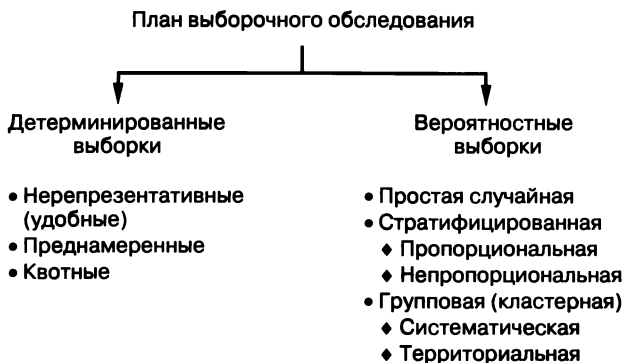 План выборочного обследования
Детерминированные
выборки
• Нерепрезентативные
(удобные)
• Преднамеренные
• Квотные
Вероятностные
выборки
• Простая случайная
• Стратифицированная
♦ Пропорциональная
♦ Непропорциональная
• Групповая (кластерная)
♦ Систематическая
♦ Территориальная